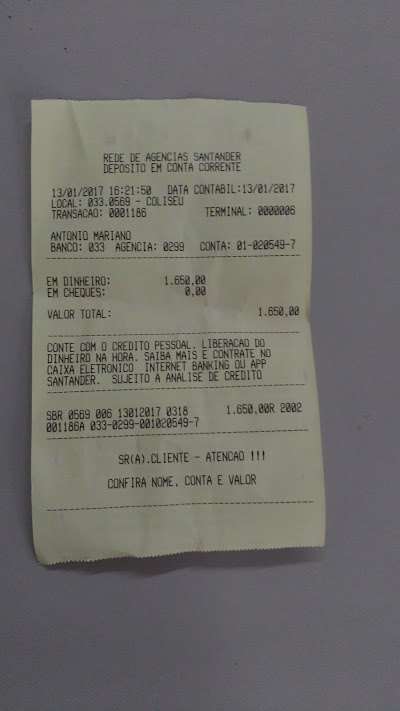 REDE DE AGENCIAS SANTANDER
DEPOSITO EM CONTA CORRENTE
13/01/2017 16:21:50 DATA CONTABIL:13/01/2017
LOCAL: 033.0569 - COLISEU
TRANSACAO: 0001186 TERMINAL: 0000006
ANTONIO MARIANO
BANCO: 033 AGENCIA: 0299 CONTA: 01-020549-7
EM DINHEIRO: 1.650,00
EM CHEQUES: 0,00
VALOR TOTAL: 1.650,00
CONTE COM O CREDITO PESSOAL. LIBERACAO DO
DINHEIRO NA HORA. SAIBA MAIS E CONTRATE NO
CAIXA ELETRONICO INTERNET BANKING OU APP
SANTANDER. SUJEITO A ANALISE DE CREDITO
SBR 0569 006 13012017 0318 1.650,00R 2002
001186A 033-0299-001020549-7
SR(A).CLIENTE - ATENCAO !!!
CONFIRA NOME, CONTA E VALOR